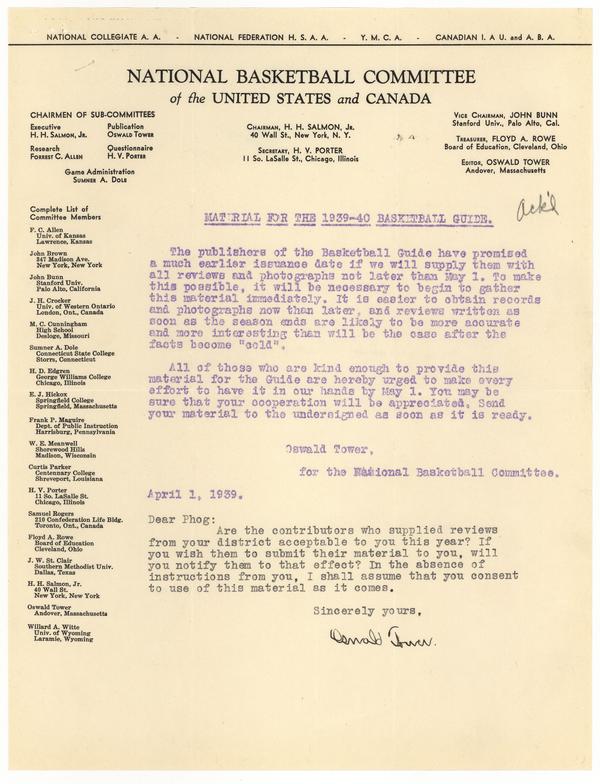 NATIONAL COLLEGIATE A. A. - NATIONAL FEDERATION H. S. A. A. - Y. M. C. A. - CANADIAN I. A U. and A. B. A.
NATIONAL BASKETBALL COMMITTEE
of the UNITED STATES and CANADA
CHAIRMEN OF SUB-COMMITTEES
Executive
H. H. SALMON, JR.
Publication
OSWALD TOWER
Research
FORREST C. ALLEN
Questionnaire
H. V. PORTER
Game Administration
SUMNER A. DOLE
CHAIRMAN, H. H. SALMON, JR.
40 Wall St., New York, N. Y.
SECRETARY, H. V. PORTER
11 So. LaSalle St., Chicago, Illinois
VICE CHAIRMAN, JOHN BUNN
Stanford Univ., Palo Alto, Cal.
TREASURER, FLOYD A. ROWE
Board of Education, Cleveland, Ohio
EDITOR, OSWALD TOWER
Andover, Massachusetts
Complete List of
Committee Members
F. C. Allen
Univ. of Kansas
Lawrence, Kansas
John Brown
347 Madison Ave.
New York, New York
John Bunn
Stanford Univ.
Palo Alto, California
J. H. Crocker
Univ. of Western Ontario
London, Ont., Canada
M. C. Cunningham
High School
Desloge, Missouri
Sumner A. Dole
Connecticut State College
Storrs, Connecticut
H. D. Edgren
George Williams College
Chicago, Illinois
E. J. Hickox
Springfield College
Springfield, Massachusetts
Frank P. Maguire
Dept. of Public Instruction
Harrisburg, Pennsylvania
W. E. Meanwell
Shorewood Hills
Madison, Wisconsin
Curtis Parker
Centenary College
Shreveport, Louisiana
H. V. Porter
11 So. LaSalle St.
Chicago, Illinois
Samuel Rogers
210 Confederation Life Bldg.
Toronto, Ont., Canada
Floyd A. Rowe
Board of Education
Cleveland, Ohio
J. W. St. Clair
Southern Methodist Univ.
Dallas, Texas
H. H. Salmon, Jr.
40 Wall St.
New York, New York
Oswald Tower
Andover, Massachusetts
Willard A. Witte
Univ. of Wyoming
Laramie, Wyoming
Ack'd
MATERIAL FOR THE 1939-40 BASKETBALL GUIDE.
The publishers of the Basketball Guide have promised
a much earlier issuance date if we will supply them with
all reviews and photographs not later than May 1. To make
this possible, it will be necessary to begin to gather
this material immediately. It is easier to obtain records
and photographs now than later, and reviews written as
soon as the season ends are likely to be more accurate
and more interesting than will be the case after the
facts become "cold".
All of those who are kind enough to provide this
material for the Guide are hereby urged to make every
effort to have it in our hands by May 1. You may be
sure that your cooperation will be appreciated. Send
your material to the undersigned as soon as it is ready.
Oswald Tower,
for the National Basketball Committee.
April 1, 1939.
Dear Phog:
Are the contributors who supplied reviews
from your district acceptable to you this year? If
you wish them to submit their material to you, will
you notify them to that effect? In the absence of
instructions from you, I shall assume that you consent
to use of this material as it comes.
Sincerely yours,
Oswald Tower.